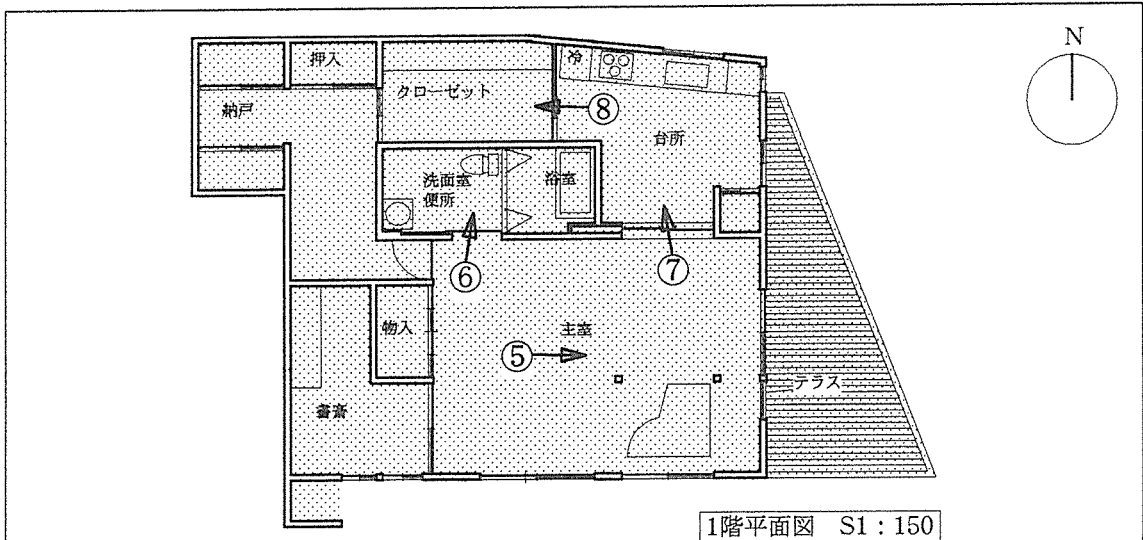 N
押入
冷
クローゼット
⑧
納戸
台所
洗面室
便所
浴室
⑥
⑦
物入
主室
⑤
テラス
書斎
1階平面図 S1：150